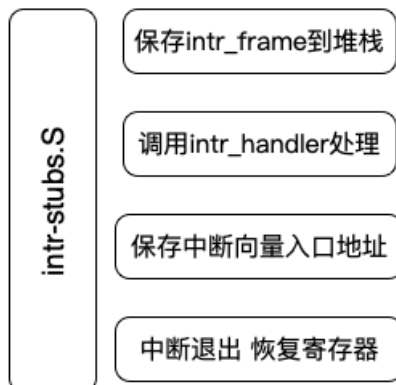 intr-stubs.S
保存intr_frame到堆栈
调用intr_handler处理
保存中断向量入口地址
中断退出 恢复寄存器